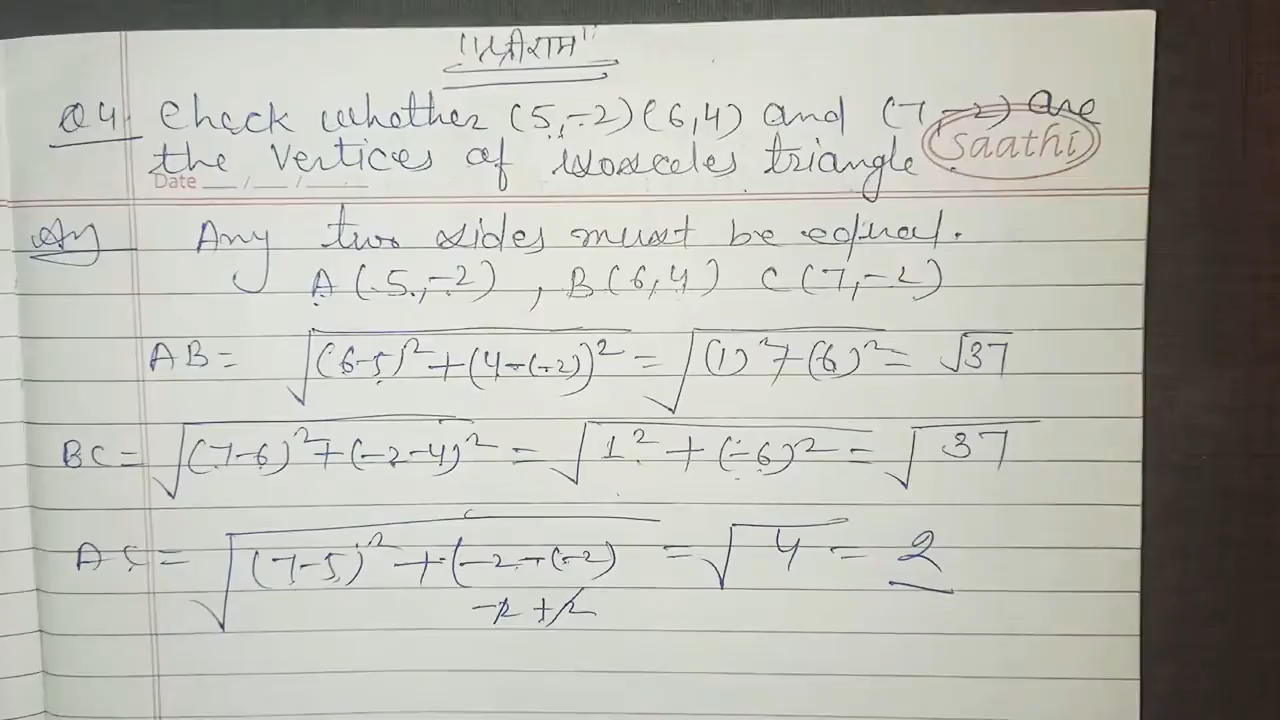 "श्रीराम"
Q4. Check whether (5,-2) (6,4) and (7,-2) are
saathi
the vertices of isosceles triangle.
Date ___/___/______
Any two sides must be equal.
A(5,-2), B(6,4) C(7,-2)
AB = √(6-5)² + (4-(-2))² = √(1)² + (6)² = √37
BC = √(7-6)² + (-2-4)² = √1² + (-6)² = √37
AC = √(7-5)² + (-2-(-2) = √4 = 2
-2 + 2